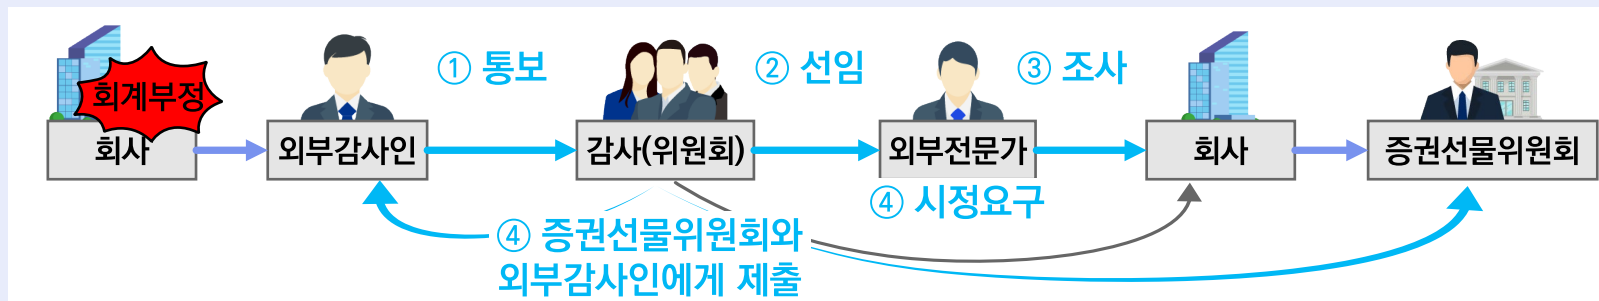 ① 통보
② 선임
③ 조사
회계부정
회사
외부감사인
감사(위원회)
외부전문가
회사
증권선물위원회
④ 시정요구
④ 증권선물위원회와
외부감사인에게 제출